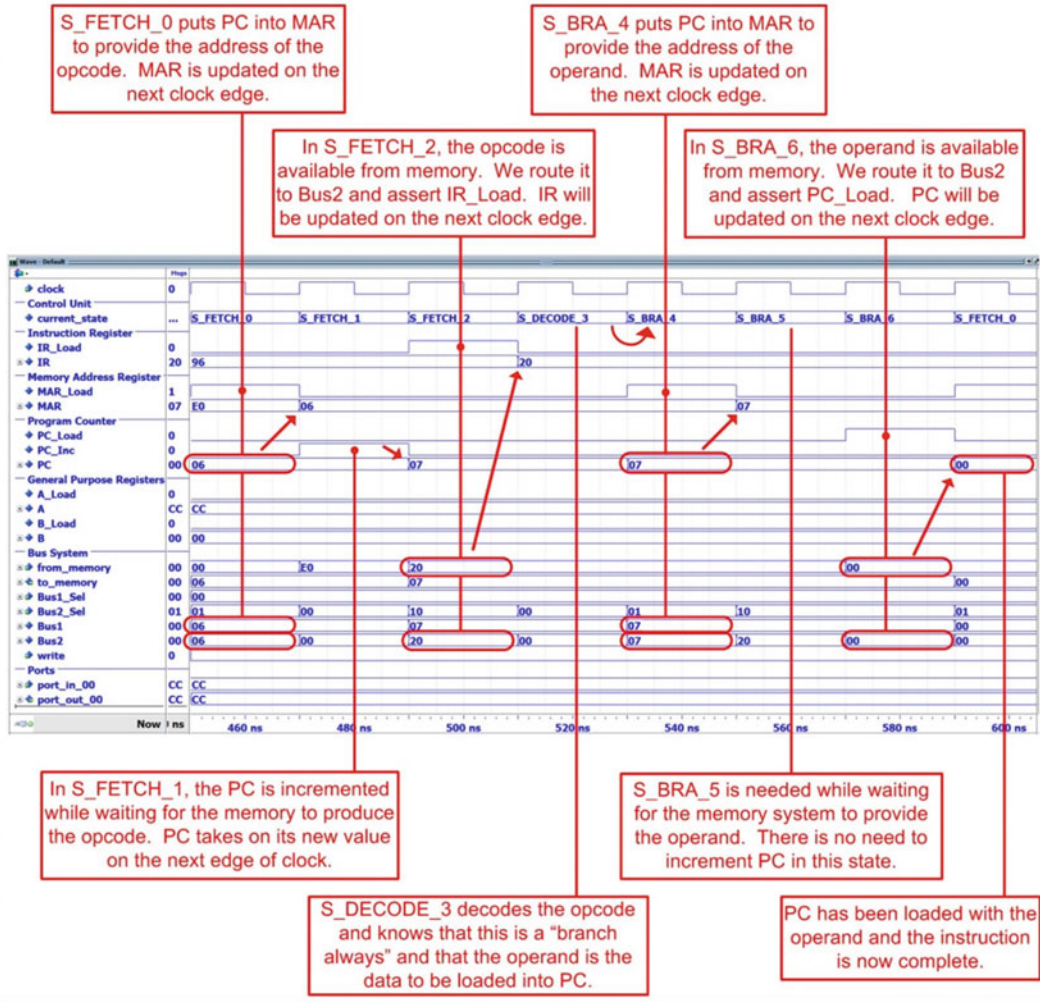 S_FETCH_0 puts PC into MAR
to provide the address of the
opcode. MAR is updated on the
next clock edge.
S_BRA_4 puts PC into MAR to
provide the address of the
operand. MAR is updated on
the next clock edge.
In S_FETCH_2, the opcode is
available from memory. We route it
to Bus2 and assert IR_Load. IR will
be updated on the next clock edge.
In S_BRA_6, the operand is available
from memory. We route it to Bus2
and assert PC_Load. PC will be
updated on the next clock edge.
Wave - Default
Msgs
clock 0
Control Unit
current_state ... S_FETCH_0 S_FETCH_1 S_FETCH_2 S_DECODE_3 S_BRA_4 S_BRA_5 S_BRA_6 S_FETCH_0
Instruction Register
IR_Load 0
IR 20 96 20
Memory Address Register
MAR_Load 1
MAR 07 E0 06 07
Program Counter
PC_Load 0
PC_Inc 0
PC 00 06 07 07 00
General Purpose Registers
A_Load 0
A CC CC
B_Load 0
B 00 00
Bus System
from_memory 00 00 E0 20 00
to_memory 00 06 07 00
Bus1_Sel 00 00
Bus2_Sel 01 01 00 10 00 01 10 01
Bus1 00 06 07 07 00
Bus2 00 06 00 20 00 07 20 00 00
write 0
Ports
port_in_00 CC CC
port_out_00 CC CC
Now ns 460 ns 480 ns 500 ns 520 ns 540 ns 560 ns 580 ns 600 ns
In S_FETCH_1, the PC is incremented
while waiting for the memory to produce
the opcode. PC takes on its new value
on the next edge of clock.
S_BRA_5 is needed while waiting
for the memory system to provide
the operand. There is no need to
increment PC in this state.
S_DECODE_3 decodes the opcode
and knows that this is a “branch
always” and that the operand is the
data to be loaded into PC.
PC has been loaded with the
operand and the instruction
is now complete.